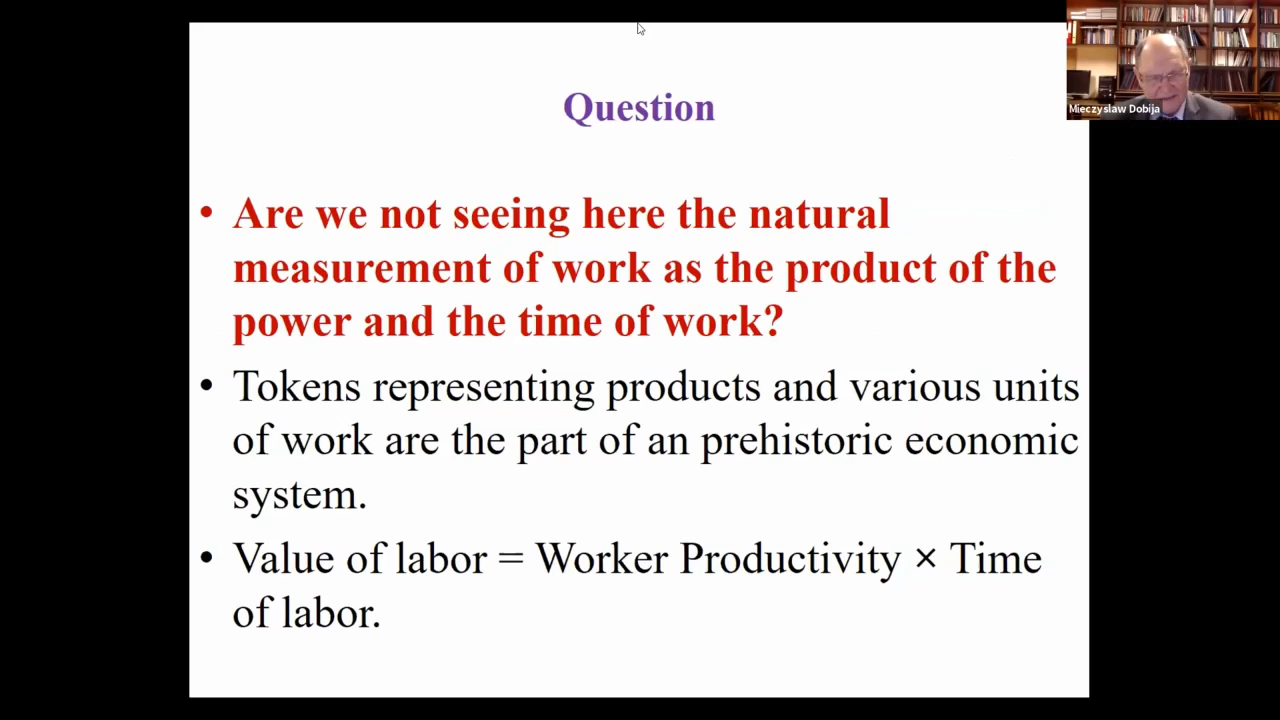 Question
Mieczyslaw Dobija
• Are we not seeing here the natural
measurement of work as the product of the
power and the time of work?
• Tokens representing products and various units
of work are the part of an prehistoric economic
system.
• Value of labor = Worker Productivity × Time
of labor.